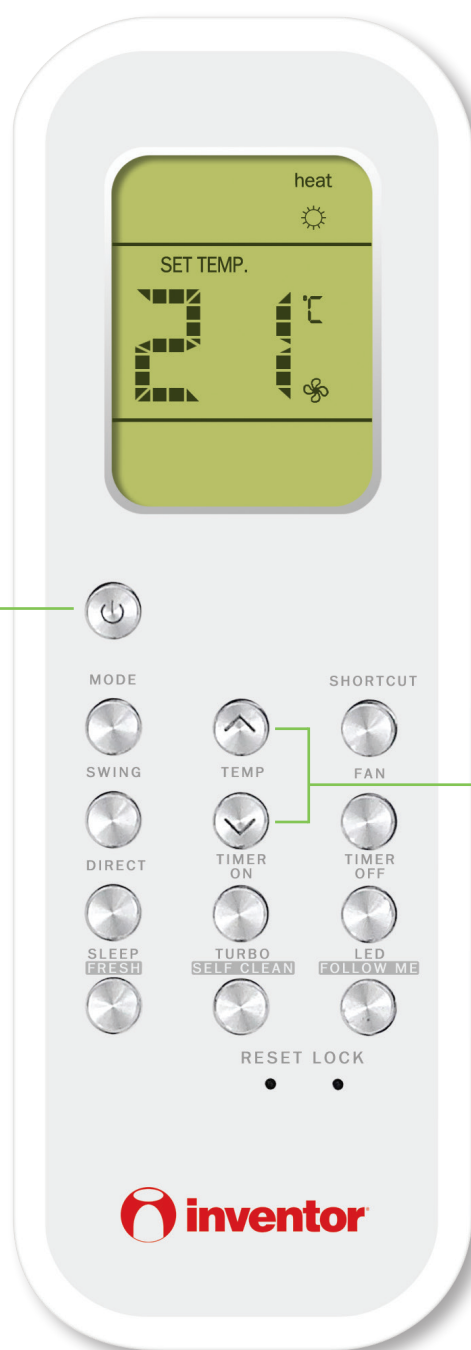 heat
SET TEMP.
21 °C
MODE
SHORTCUT
SWING
TEMP
FAN
DIRECT
TIMER
ON
TIMER
OFF
SLEEP
FRESH
TURBO
SELF CLEAN
LED
FOLLOW ME
RESET LOCK
inventor